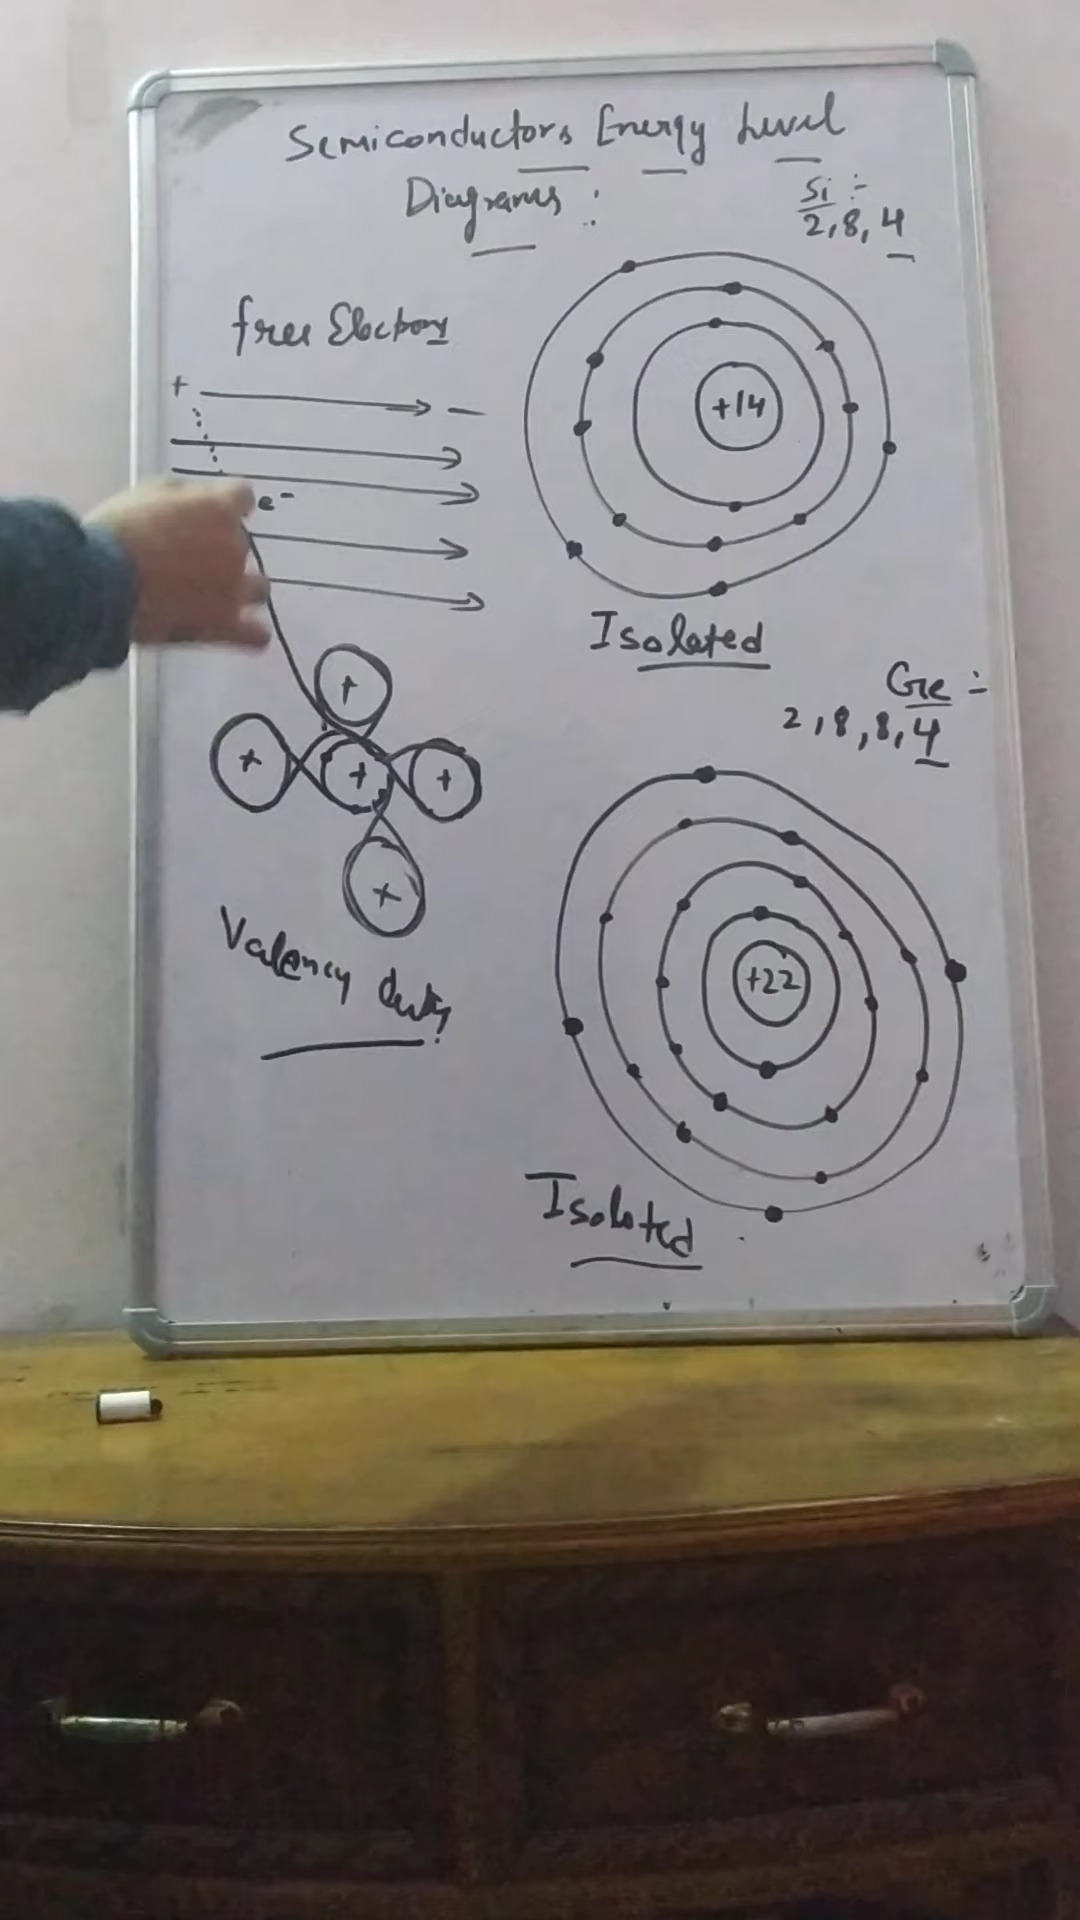 Semiconductors Energy Level
Diagrams :
Si :-
2,8,4
free Electrons
+
-
e-
+14
Isolated
Ge :-
2,8,8,4
+
+ + +
+
Valency
+22
Isolated